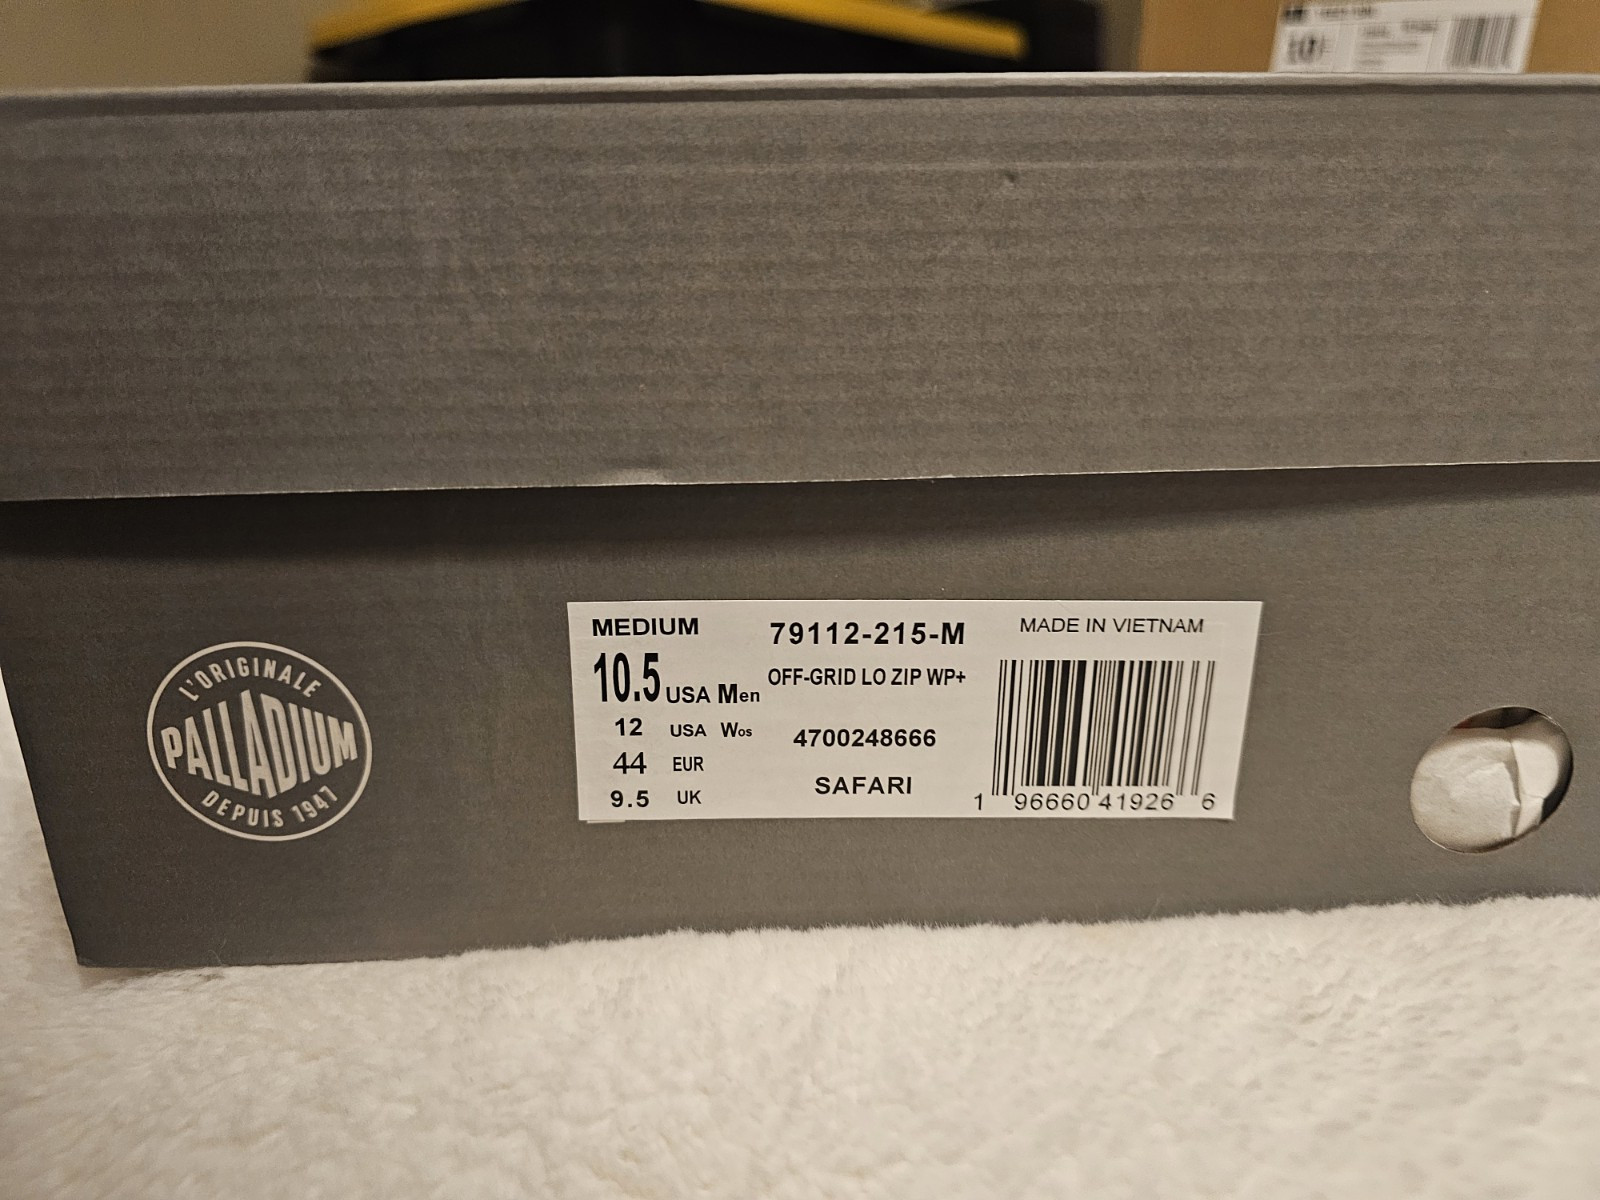 L'ORIGINALE
PALLADIUM
DEPUIS 1947
MEDIUM
10.5 USA Men
12 USA Wos
44 EUR
9.5 UK
79112-215-M
OFF-GRID LO ZIP WP+
4700248666
SAFARI
MADE IN VIETNAM
1 96660 41926 6